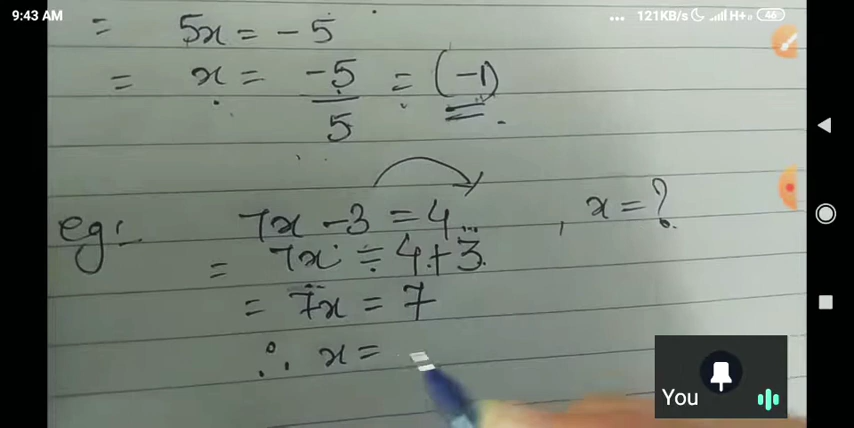 9:43 AM ... 121KB/s H+ 46
= 5x = -5
= x = -5/5 = (-1)
eg:- 7x - 3 = 4, x = ?
= 7x = 4 + 3
= 7x = 7
∴ x =
You